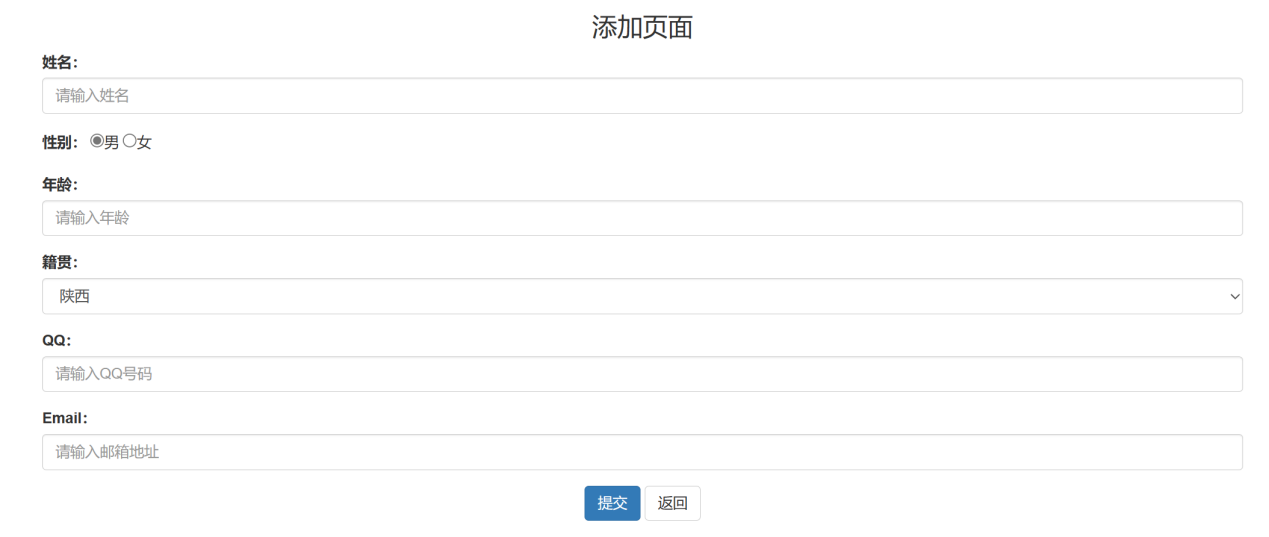 添加页面
姓名：
请输入姓名
性别： 男 女
年龄：
请输入年龄
籍贯：
陕西
QQ：
请输入QQ号码
Email：
请输入邮箱地址
提交 返回